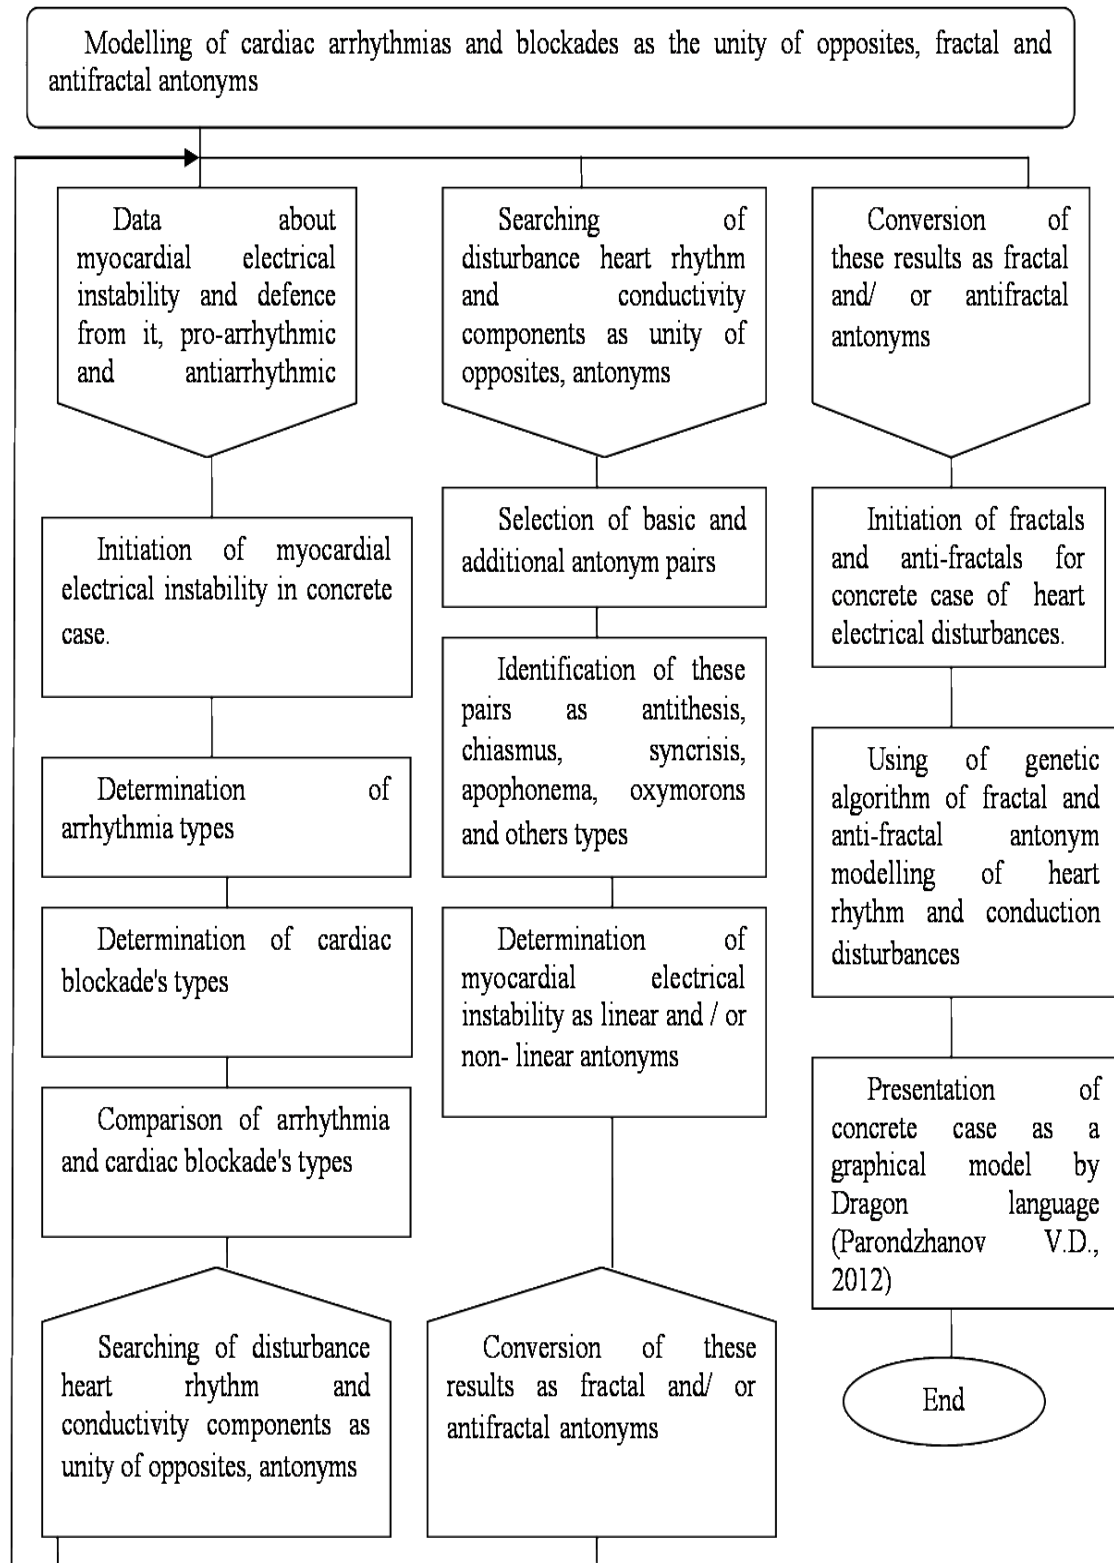 Modelling of cardiac arrhythmias and blockades as the unity of opposites, fractal and
antifractal antonyms
Data about
myocardial electrical
instability and defence
from it, pro-arrhythmic
and antiarrhythmic
Initiation of myocardial
electrical instability in concrete
case.
Determination of
arrhythmia types
Determination of cardiac
blockade's types
Comparison of arrhythmia
and cardiac blockade's types
Searching of disturbance
heart rhythm and
conductivity components as
unity of opposites, antonyms
Searching of
disturbance heart rhythm
and conductivity
components as unity of
opposites, antonyms
Selection of basic and
additional antonym pairs
Identification of these
pairs as antithesis,
chiasmus, syncrisis,
apophonema, oxymorons
and others types
Determination of
myocardial electrical
instability as linear and / or
non- linear antonyms
Conversion of these
results as fractal and/ or
antifractal antonyms
Conversion of
these results as fractal
and/ or antifractal
antonyms
Initiation of fractals
and anti-fractals for
concrete case of heart
electrical disturbances.
Using of genetic
algorithm of fractal and
anti-fractal antonym
modelling of heart
rhythm and conduction
disturbances
Presentation of
concrete case as a
graphical model by
Dragon language
(Parondzhanov V.D.,
2012)
End